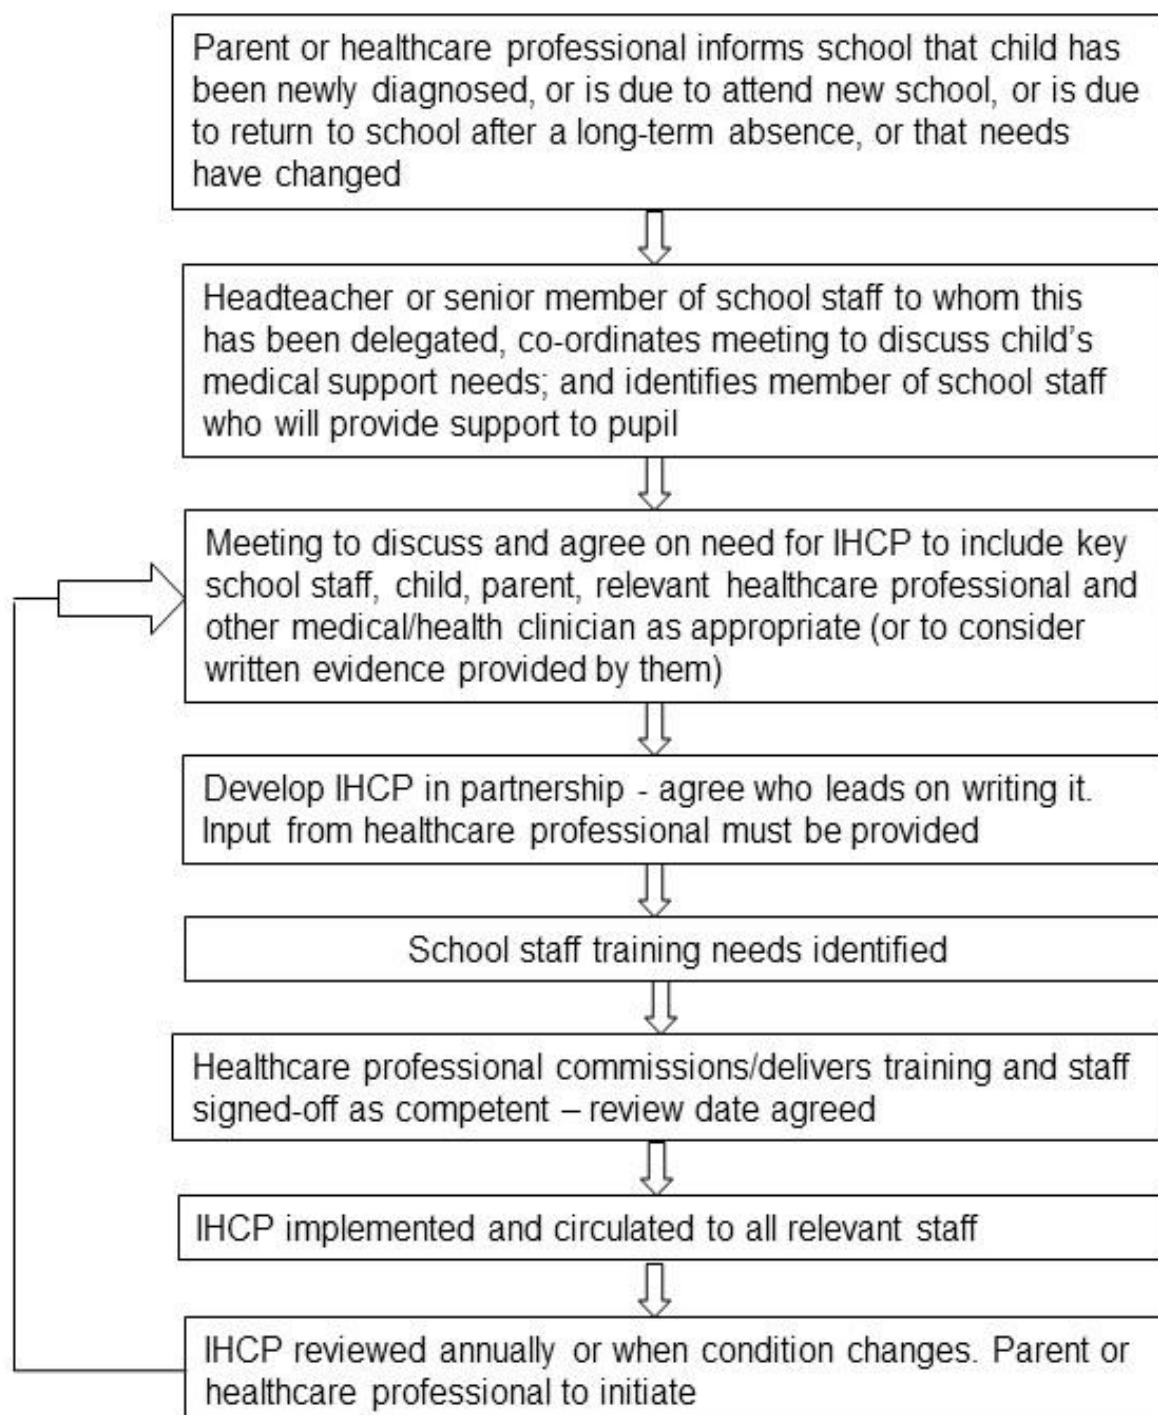 Parent or healthcare professional informs school that child has
been newly diagnosed, or is due to attend new school, or is due
to return to school after a long-term absence, or that needs
have changed
Headteacher or senior member of school staff to whom this
has been delegated, co-ordinates meeting to discuss child's
medical support needs; and identifies member of school staff
who will provide support to pupil
Meeting to discuss and agree on need for IHCP to include key
school staff, child, parent, relevant healthcare professional and
other medical/health clinician as appropriate (or to consider
written evidence provided by them)
Develop IHCP in partnership - agree who leads on writing it.
Input from healthcare professional must be provided
School staff training needs identified
Healthcare professional commissions/delivers training and staff
signed-off as competent – review date agreed
IHCP implemented and circulated to all relevant staff
IHCP reviewed annually or when condition changes. Parent or
healthcare professional to initiate